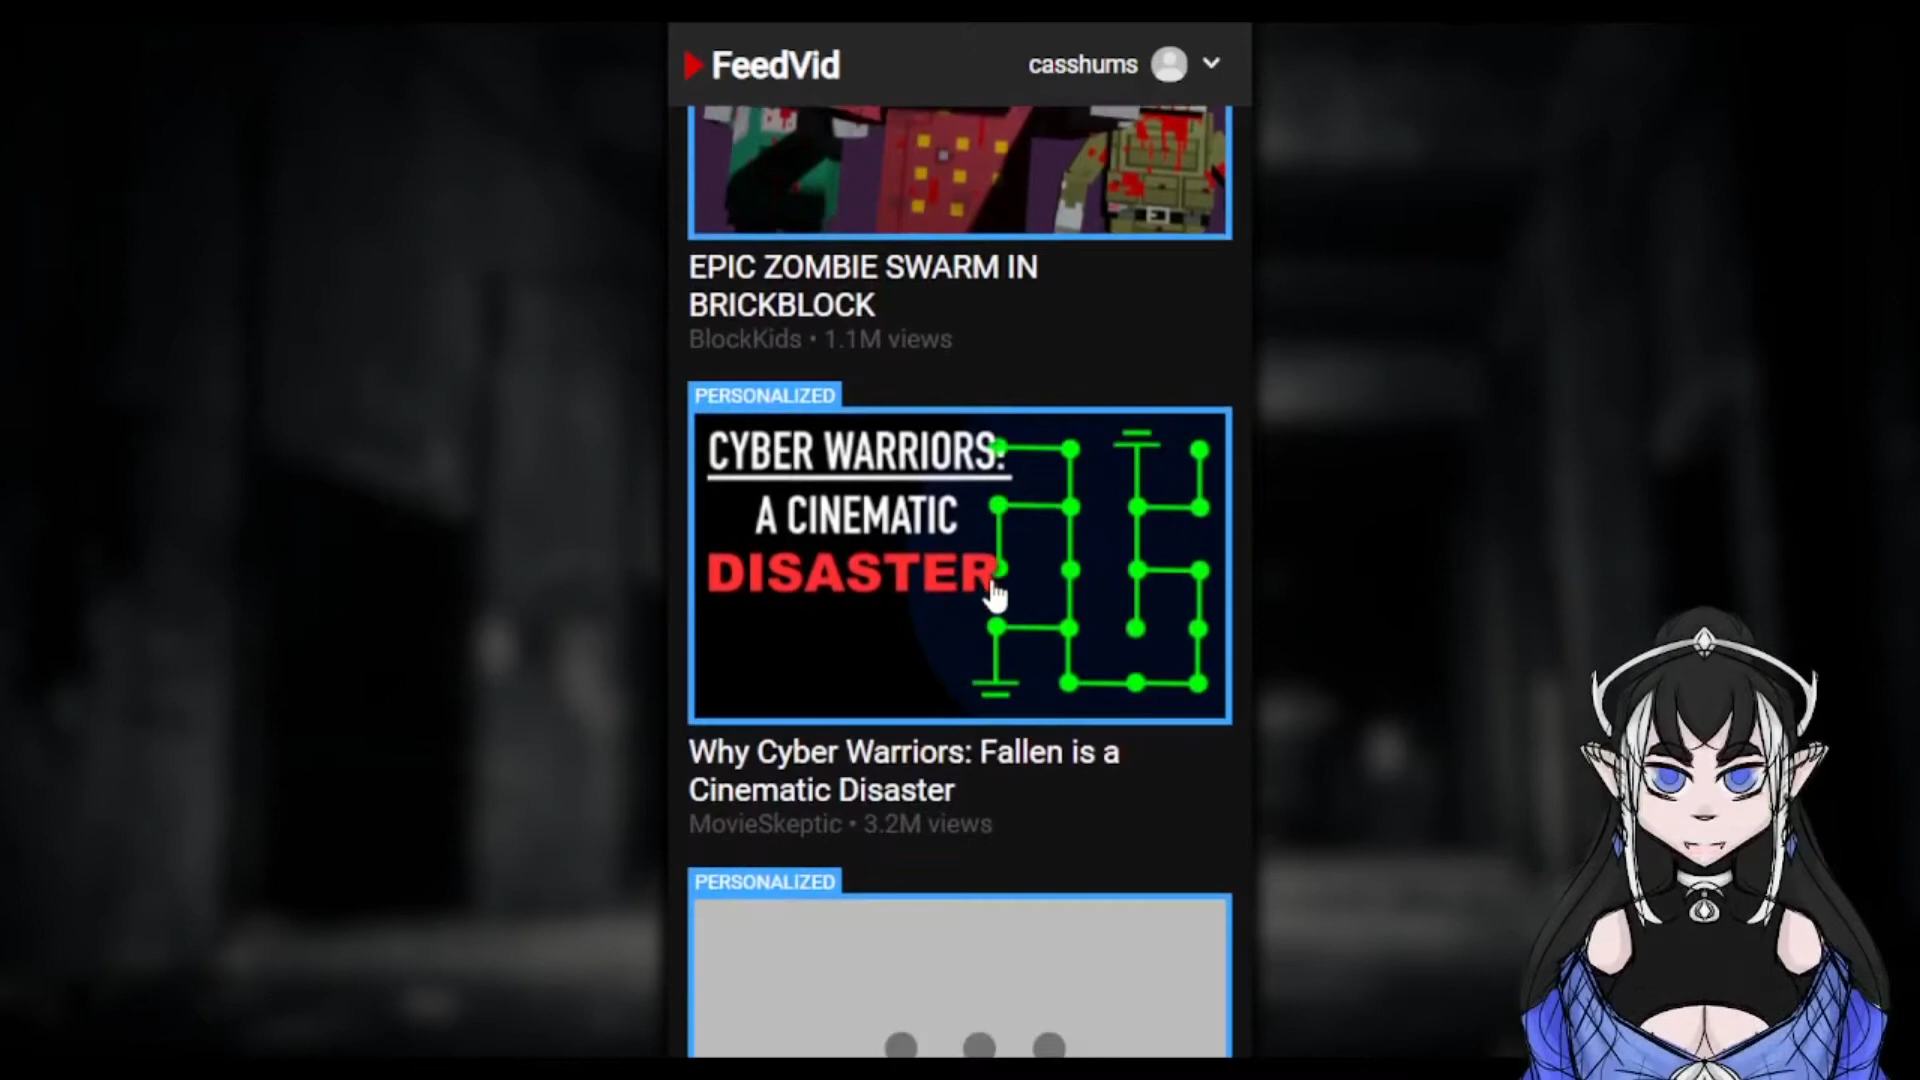 FeedVid
casshums
EPIC ZOMBIE SWARM IN
BRICKBLOCK
BlockKids • 1.1M views
PERSONALIZED
CYBER WARRIORS:
A CINEMATIC
DISASTER
Why Cyber Warriors: Fallen is a
Cinematic Disaster
MovieSkeptic • 3.2M views
PERSONALIZED